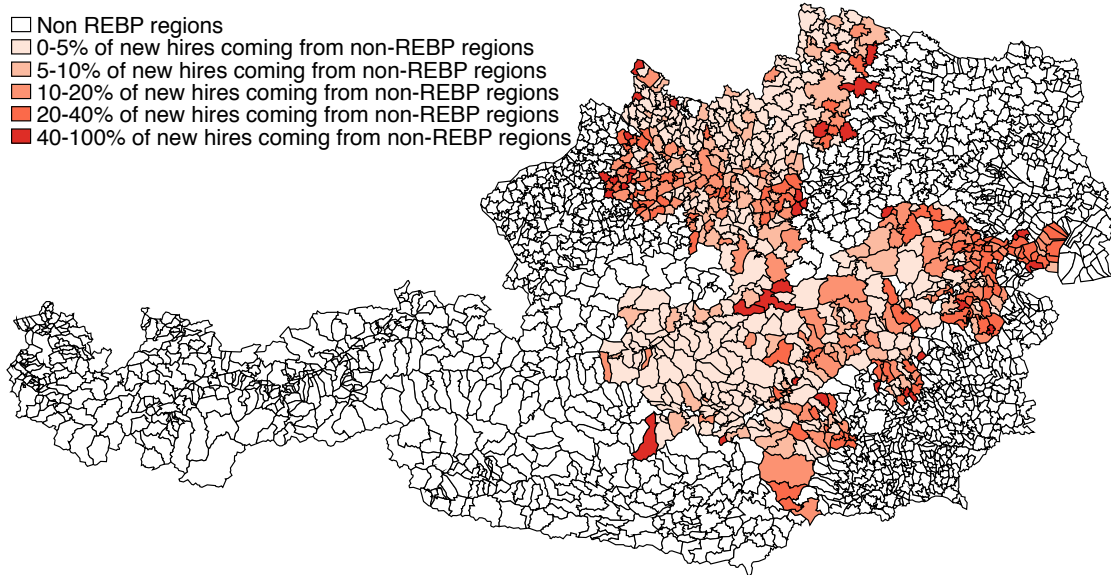 Non REBP regions
0-5% of new hires coming from non-REBP regions
5-10% of new hires coming from non-REBP regions
10-20% of new hires coming from non-REBP regions
20-40% of new hires coming from non-REBP regions
40-100% of new hires coming from non-REBP regions